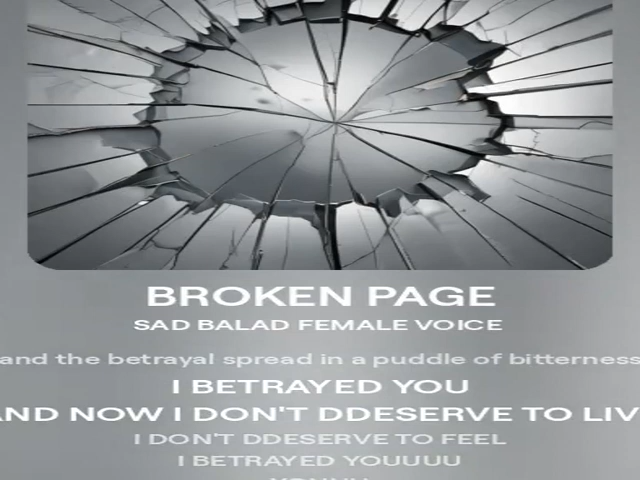 BROKEN PAGE
SAD BALAD FEMALE VOICE
and the betrayal spread in a puddle of bitterness
I BETRAYED YOU
AND NOW I DON'T DDESERVE TO LIV
I DON'T DDESERVE TO FEEL
I BETRAYED YOUUUU